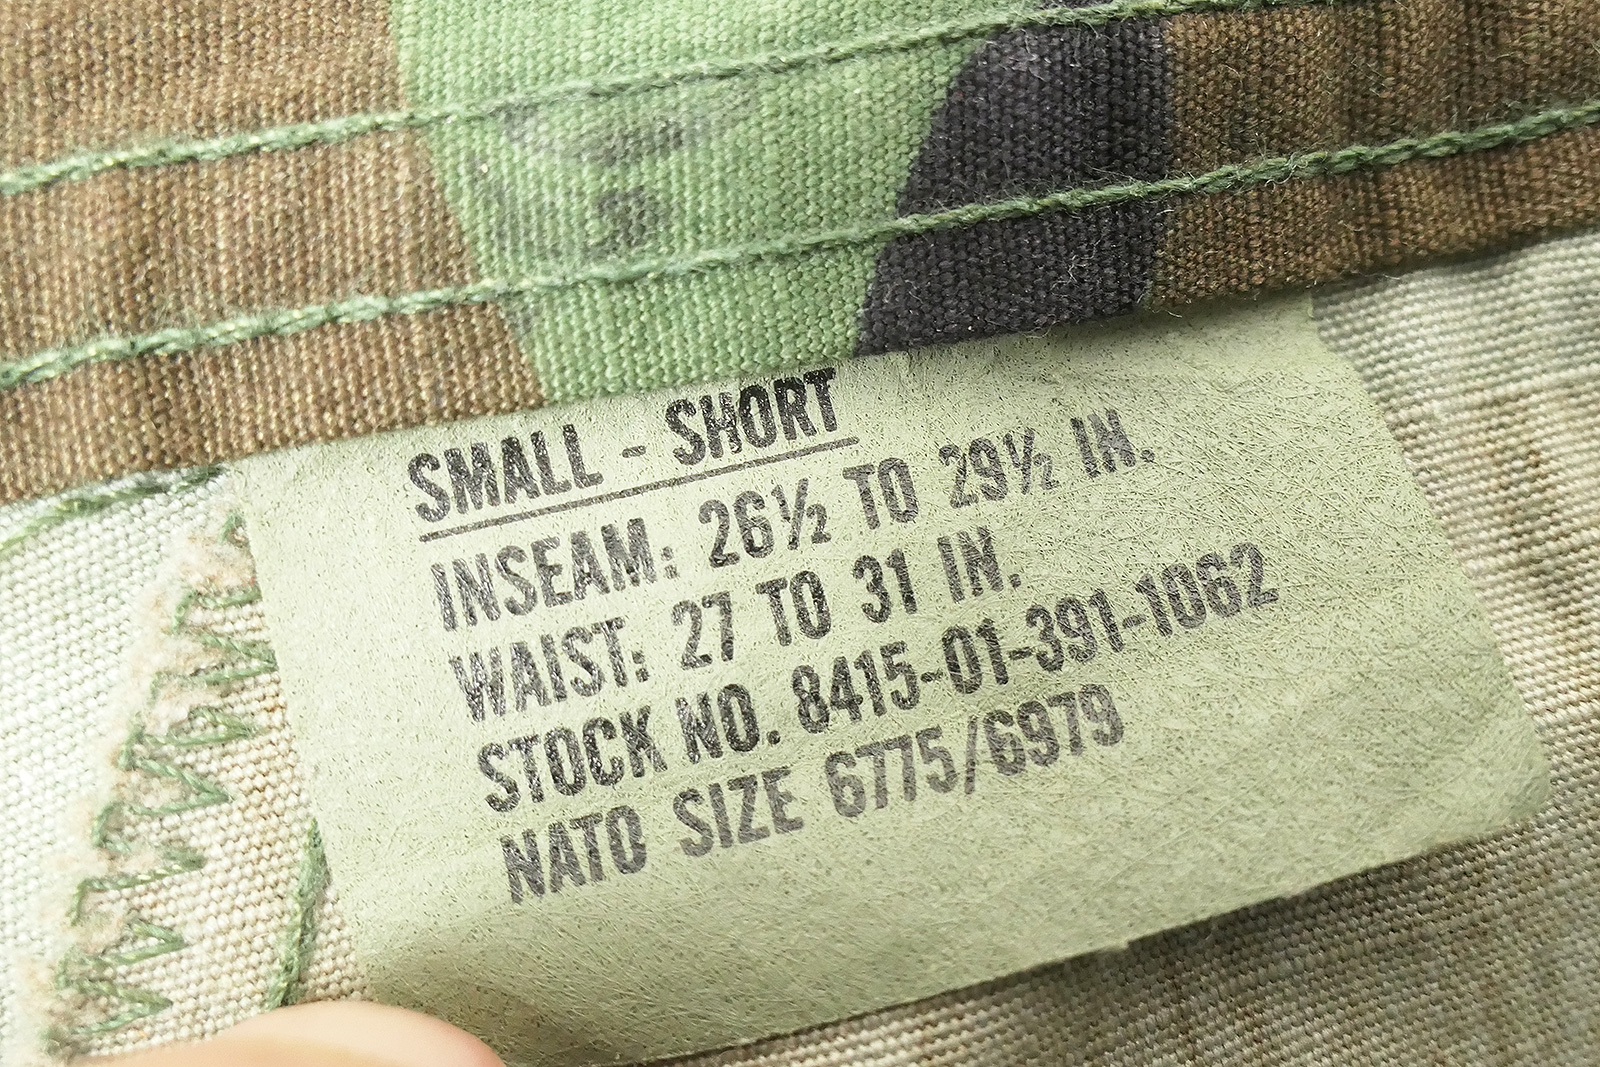 SMALL - SHORT
INSEAM: 26½ TO 29½ IN.
WAIST: 27 TO 31 IN.
STOCK NO. 8415-01-391-1062
NATO SIZE 6775/6979